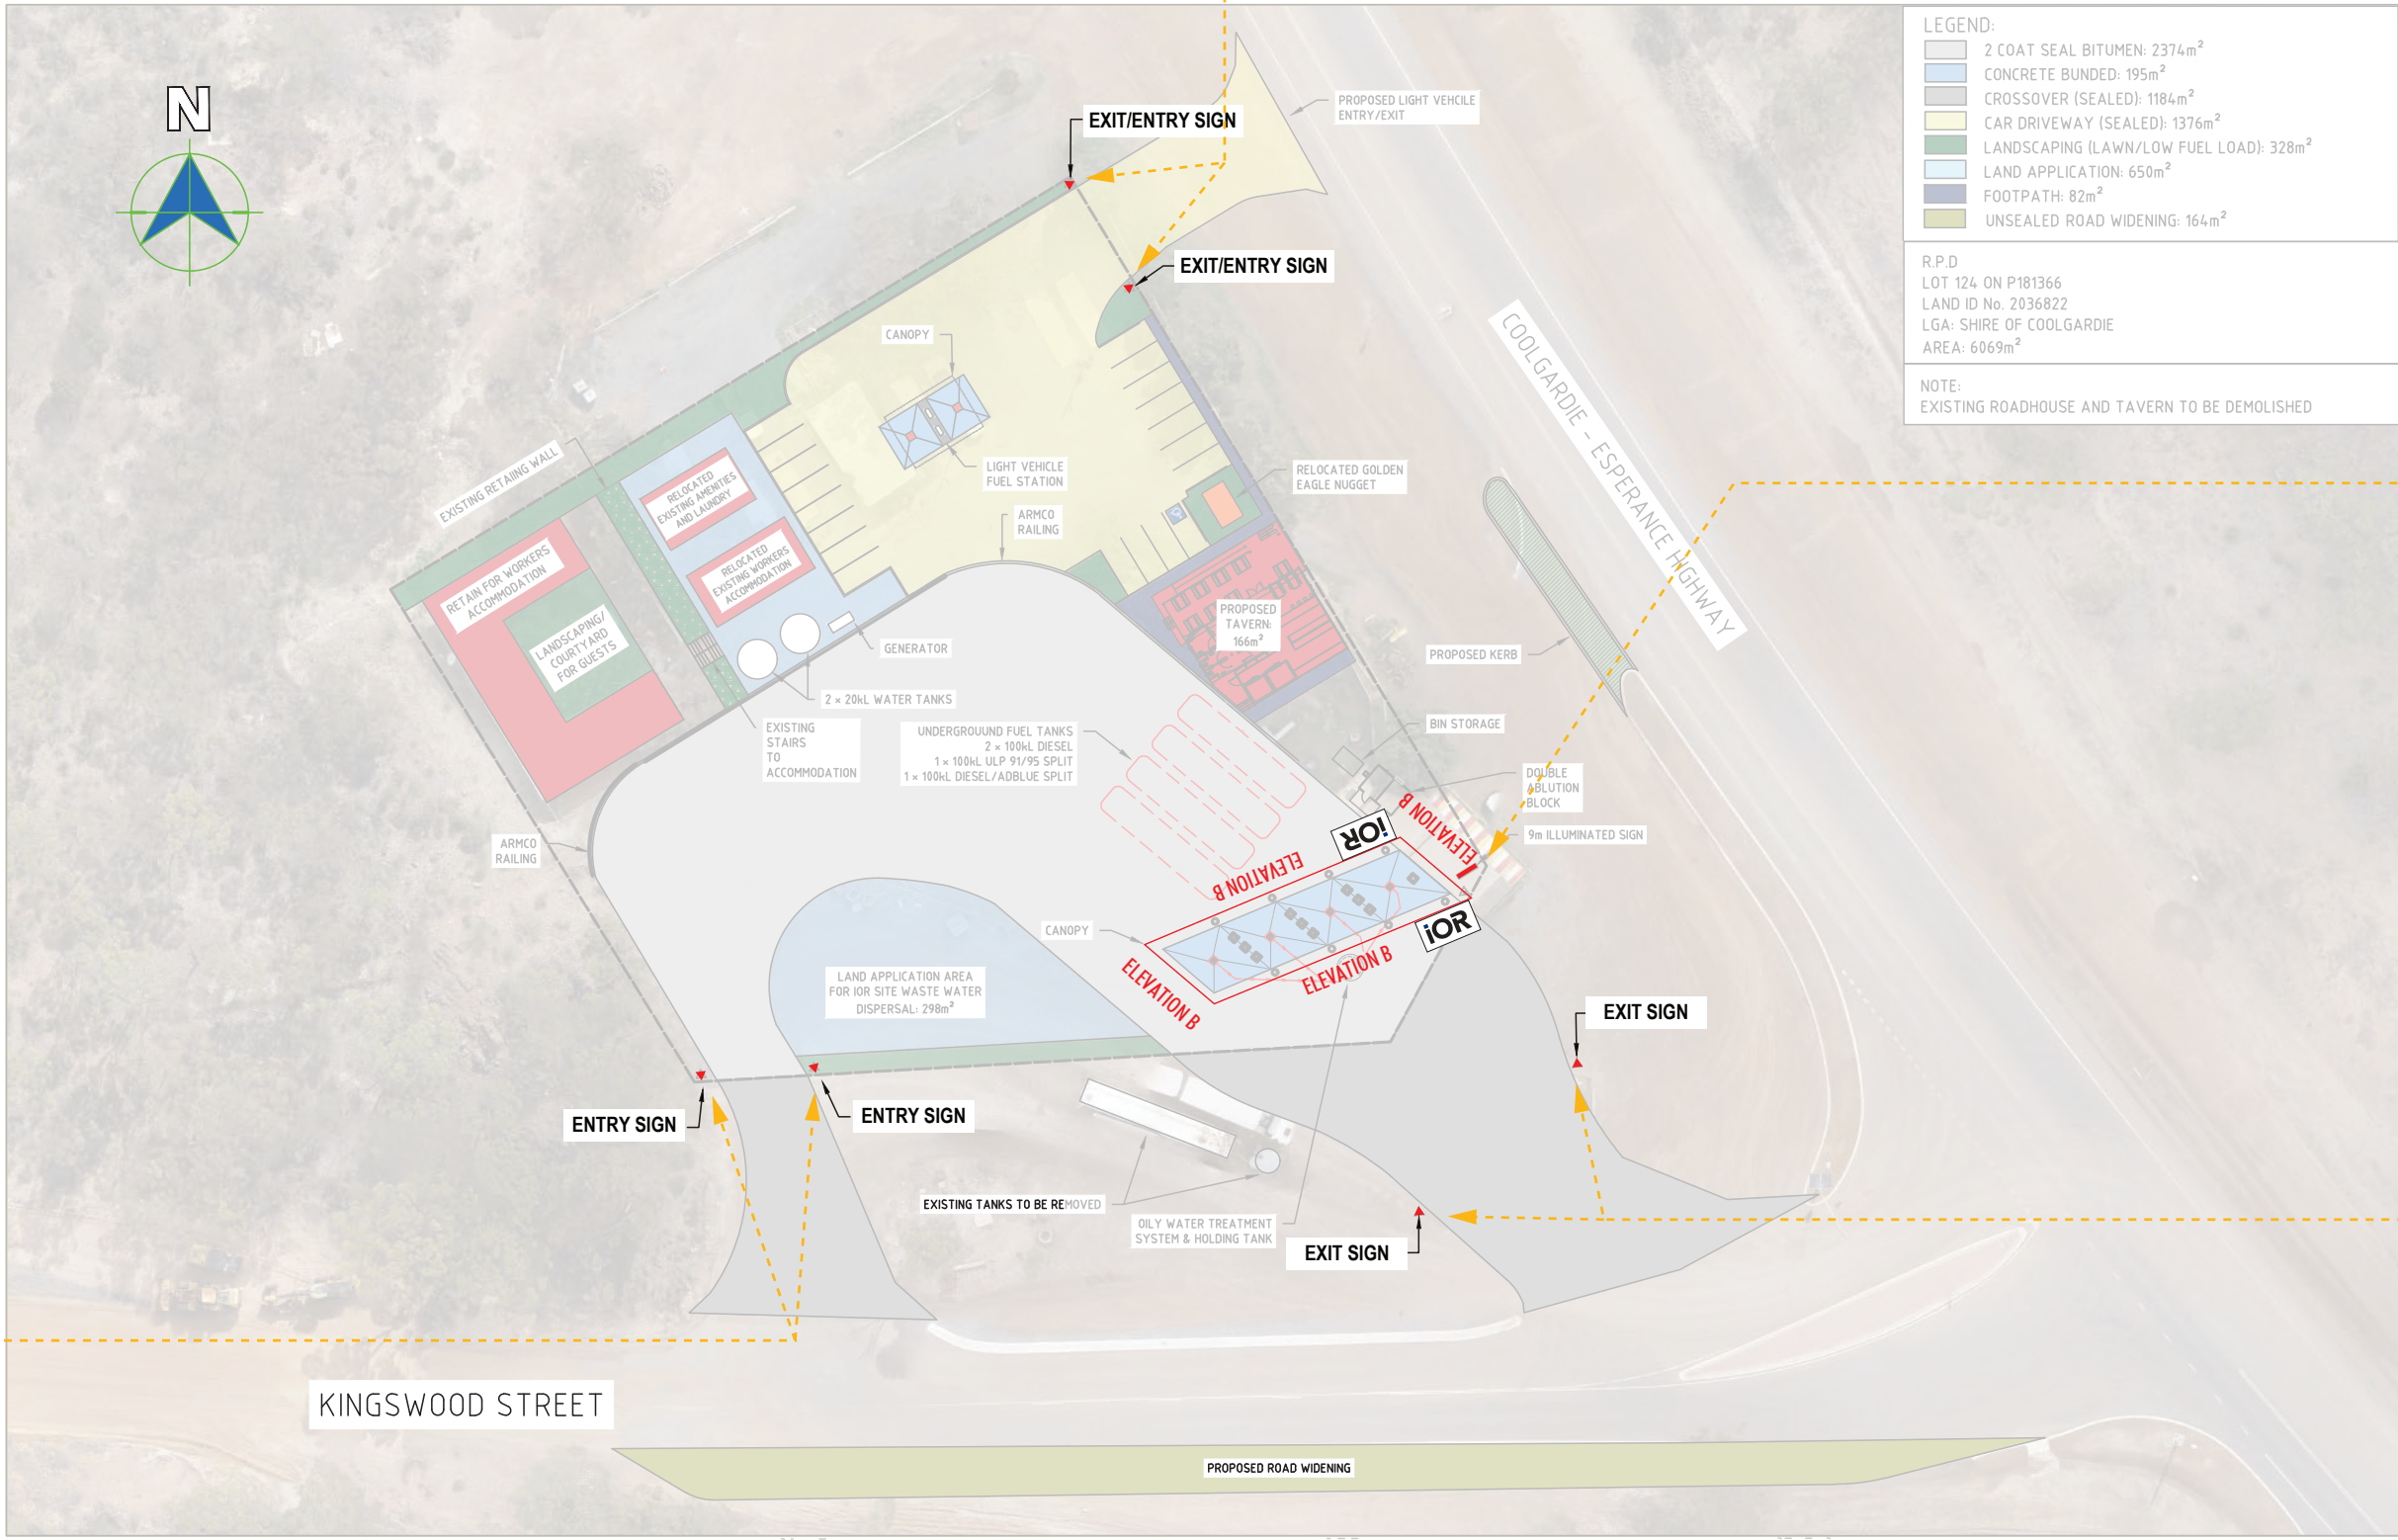 LEGEND:
2 COAT SEAL BITUMEN: 2374m²
CONCRETE BUNDED: 195m²
CROSSOVER (SEALED): 1184m²
CAR DRIVEWAY (SEALED): 1376m²
LANDSCAPING (LAWN/LOW FUEL LOAD): 328m²
LAND APPLICATION: 650m²
FOOTPATH: 82m²
UNSEALED ROAD WIDENING: 164m²
R.P.D
LOT 124 ON P181366
LAND ID No. 2036822
LGA: SHIRE OF COOLGARDIE
AREA: 6069m²
NOTE:
EXISTING ROADHOUSE AND TAVERN TO BE DEMOLISHED
N
PROPOSED LIGHT VEHCILE
ENTRY/EXIT
EXIT/ENTRY SIGN
EXIT/ENTRY SIGN
COOLGARDIE - ESPERANCE HIGHWAY
CANOPY
LIGHT VEHICLE
FUEL STATION
RELOCATED GOLDEN
EAGLE NUGGET
EXISTING RETAIING WALL
RELOCATED
EXISTING AMENITIES
AND LAUNDRY
ARMCO
RAILING
RELOCATED
EXISTING WORKERS
ACCOMMODATION
RETAIN FOR WORKERS
ACCOMMODATION
LANDSCAPING/
COURTYARD
FOR GUESTS
PROPOSED
TAVERN:
166m²
GENERATOR
PROPOSED KERB
2 × 20kL WATER TANKS
EXISTING
STAIRS
TO
ACCOMMODATION
UNDERGROUUND FUEL TANKS
2 × 100kL DIESEL
1 × 100kL ULP 91/95 SPLIT
1 × 100kL DIESEL/ADBLUE SPLIT
BIN STORAGE
DOUBLE
ABLUTION
BLOCK
9m ILLUMINATED SIGN
ARMCO
RAILING
iOR
ELEVATION B
ELEVATION B
CANOPY
iOR
ELEVATION B
ELEVATION B
LAND APPLICATION AREA
FOR IOR SITE WASTE WATER
DISPERSAL: 298m²
EXIT SIGN
ENTRY SIGN
ENTRY SIGN
EXISTING TANKS TO BE REMOVED
OILY WATER TREATMENT
SYSTEM & HOLDING TANK
EXIT SIGN
KINGSWOOD STREET
PROPOSED ROAD WIDENING